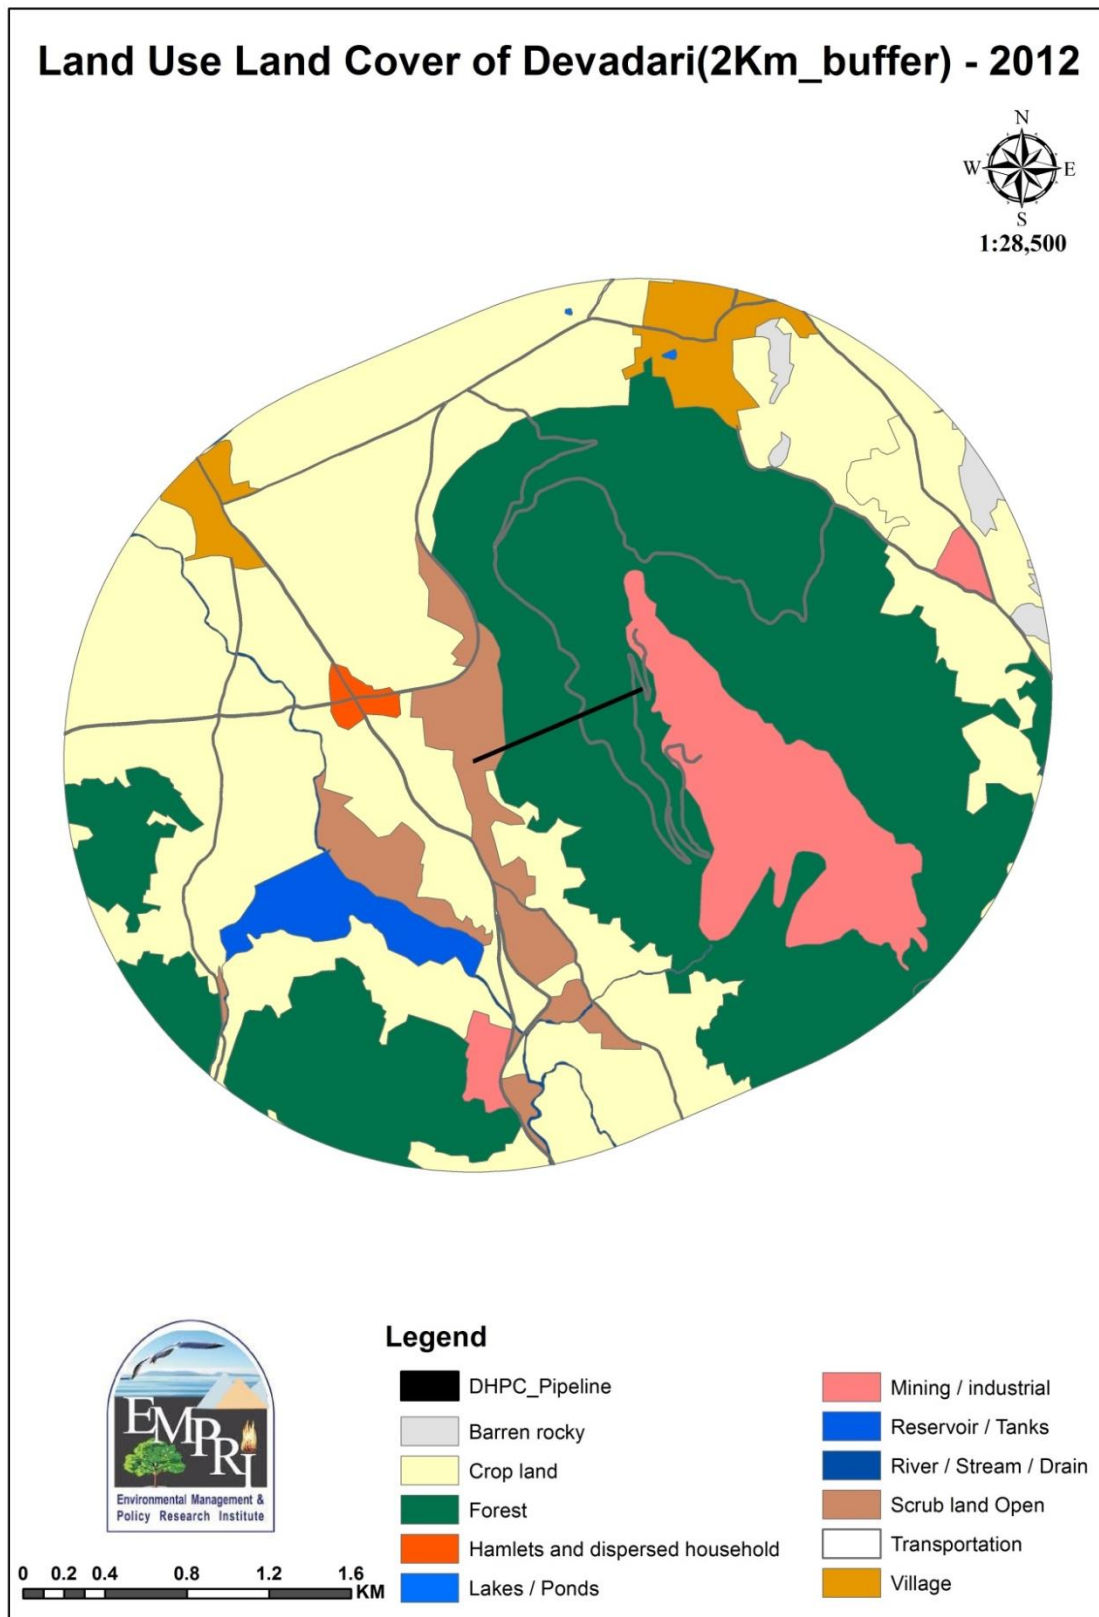 Land Use Land Cover of Devadari(2Km_buffer) - 2012
N
W E
S
1:28,500
EMPRI
Environmental Management &
Policy Research Institute
0 0.2 0.4 0.8 1.2 1.6
KM
Legend
DHPC_Pipeline
Barren rocky
Crop land
Forest
Hamlets and dispersed household
Lakes / Ponds
Mining / industrial
Reservoir / Tanks
River / Stream / Drain
Scrub land Open
Transportation
Village